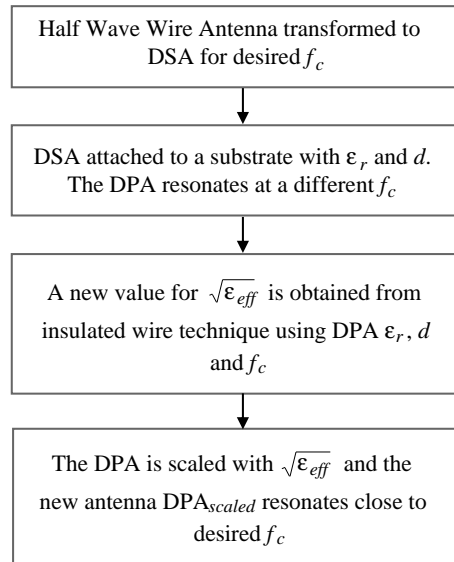 Half Wave Wire Antenna transformed to
DSA for desired f_c
DSA attached to a substrate with ε_r and d.
The DPA resonates at a different f_c
A new value for √ε_eff is obtained from
insulated wire technique using DPA ε_r, d
and f_c
The DPA is scaled with √ε_eff and the
new antenna DPA_scaled resonates close to
desired f_c